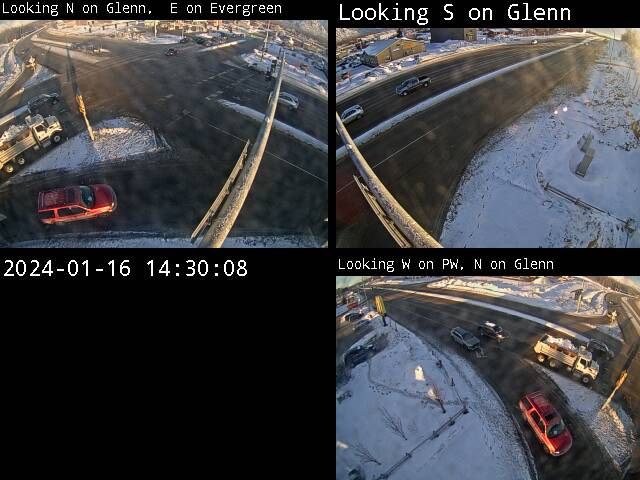 Looking N on Glenn, E on Evergreen
Looking S on Glenn
2024-01-16 14:30:08
Looking W on PW, N on Glenn